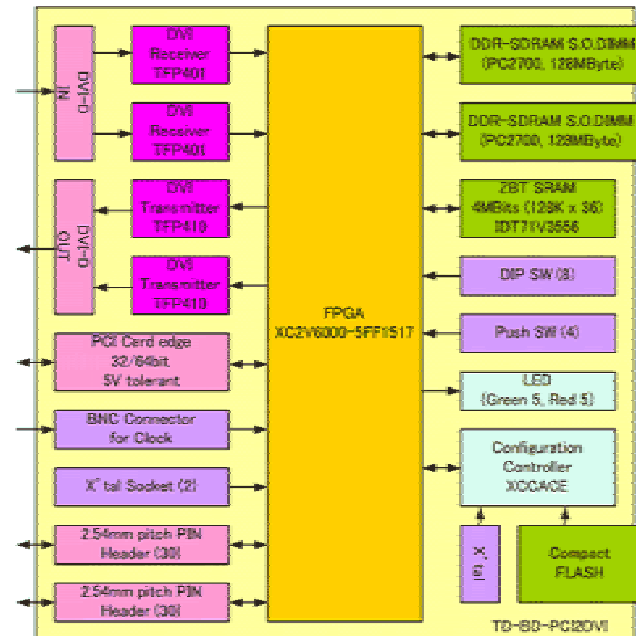 DVI-D
IN
DVI
Receiver
TFP401
DVI
Receiver
TFP401
DVI-D
OUT
DVI
Transmitter
TFP410
DVI
Transmitter
TFP410
PCI Card edge
32/64bit
5V tolerant
BNC Connector
for Clock
X'tal Socket (2)
2.54mm pitch PIN
Header (30)
2.54mm pitch PIN
Header (30)
FPGA
XC2V6000-5FF1517
DDR-SDRAM S.O.DIMM
(PC2700, 128MByte)
DDR-SDRAM S.O.DIMM
(PC2700, 128MByte)
ZBT SRAM
4MBits (128K x 36)
IDT71V3556
DIP SW (8)
Push SW (4)
LED
(Green 5, Red 5)
Configuration
Controller
XCCACE
X'tal
Compact
FLASH
TD-BD-PCI2DVI